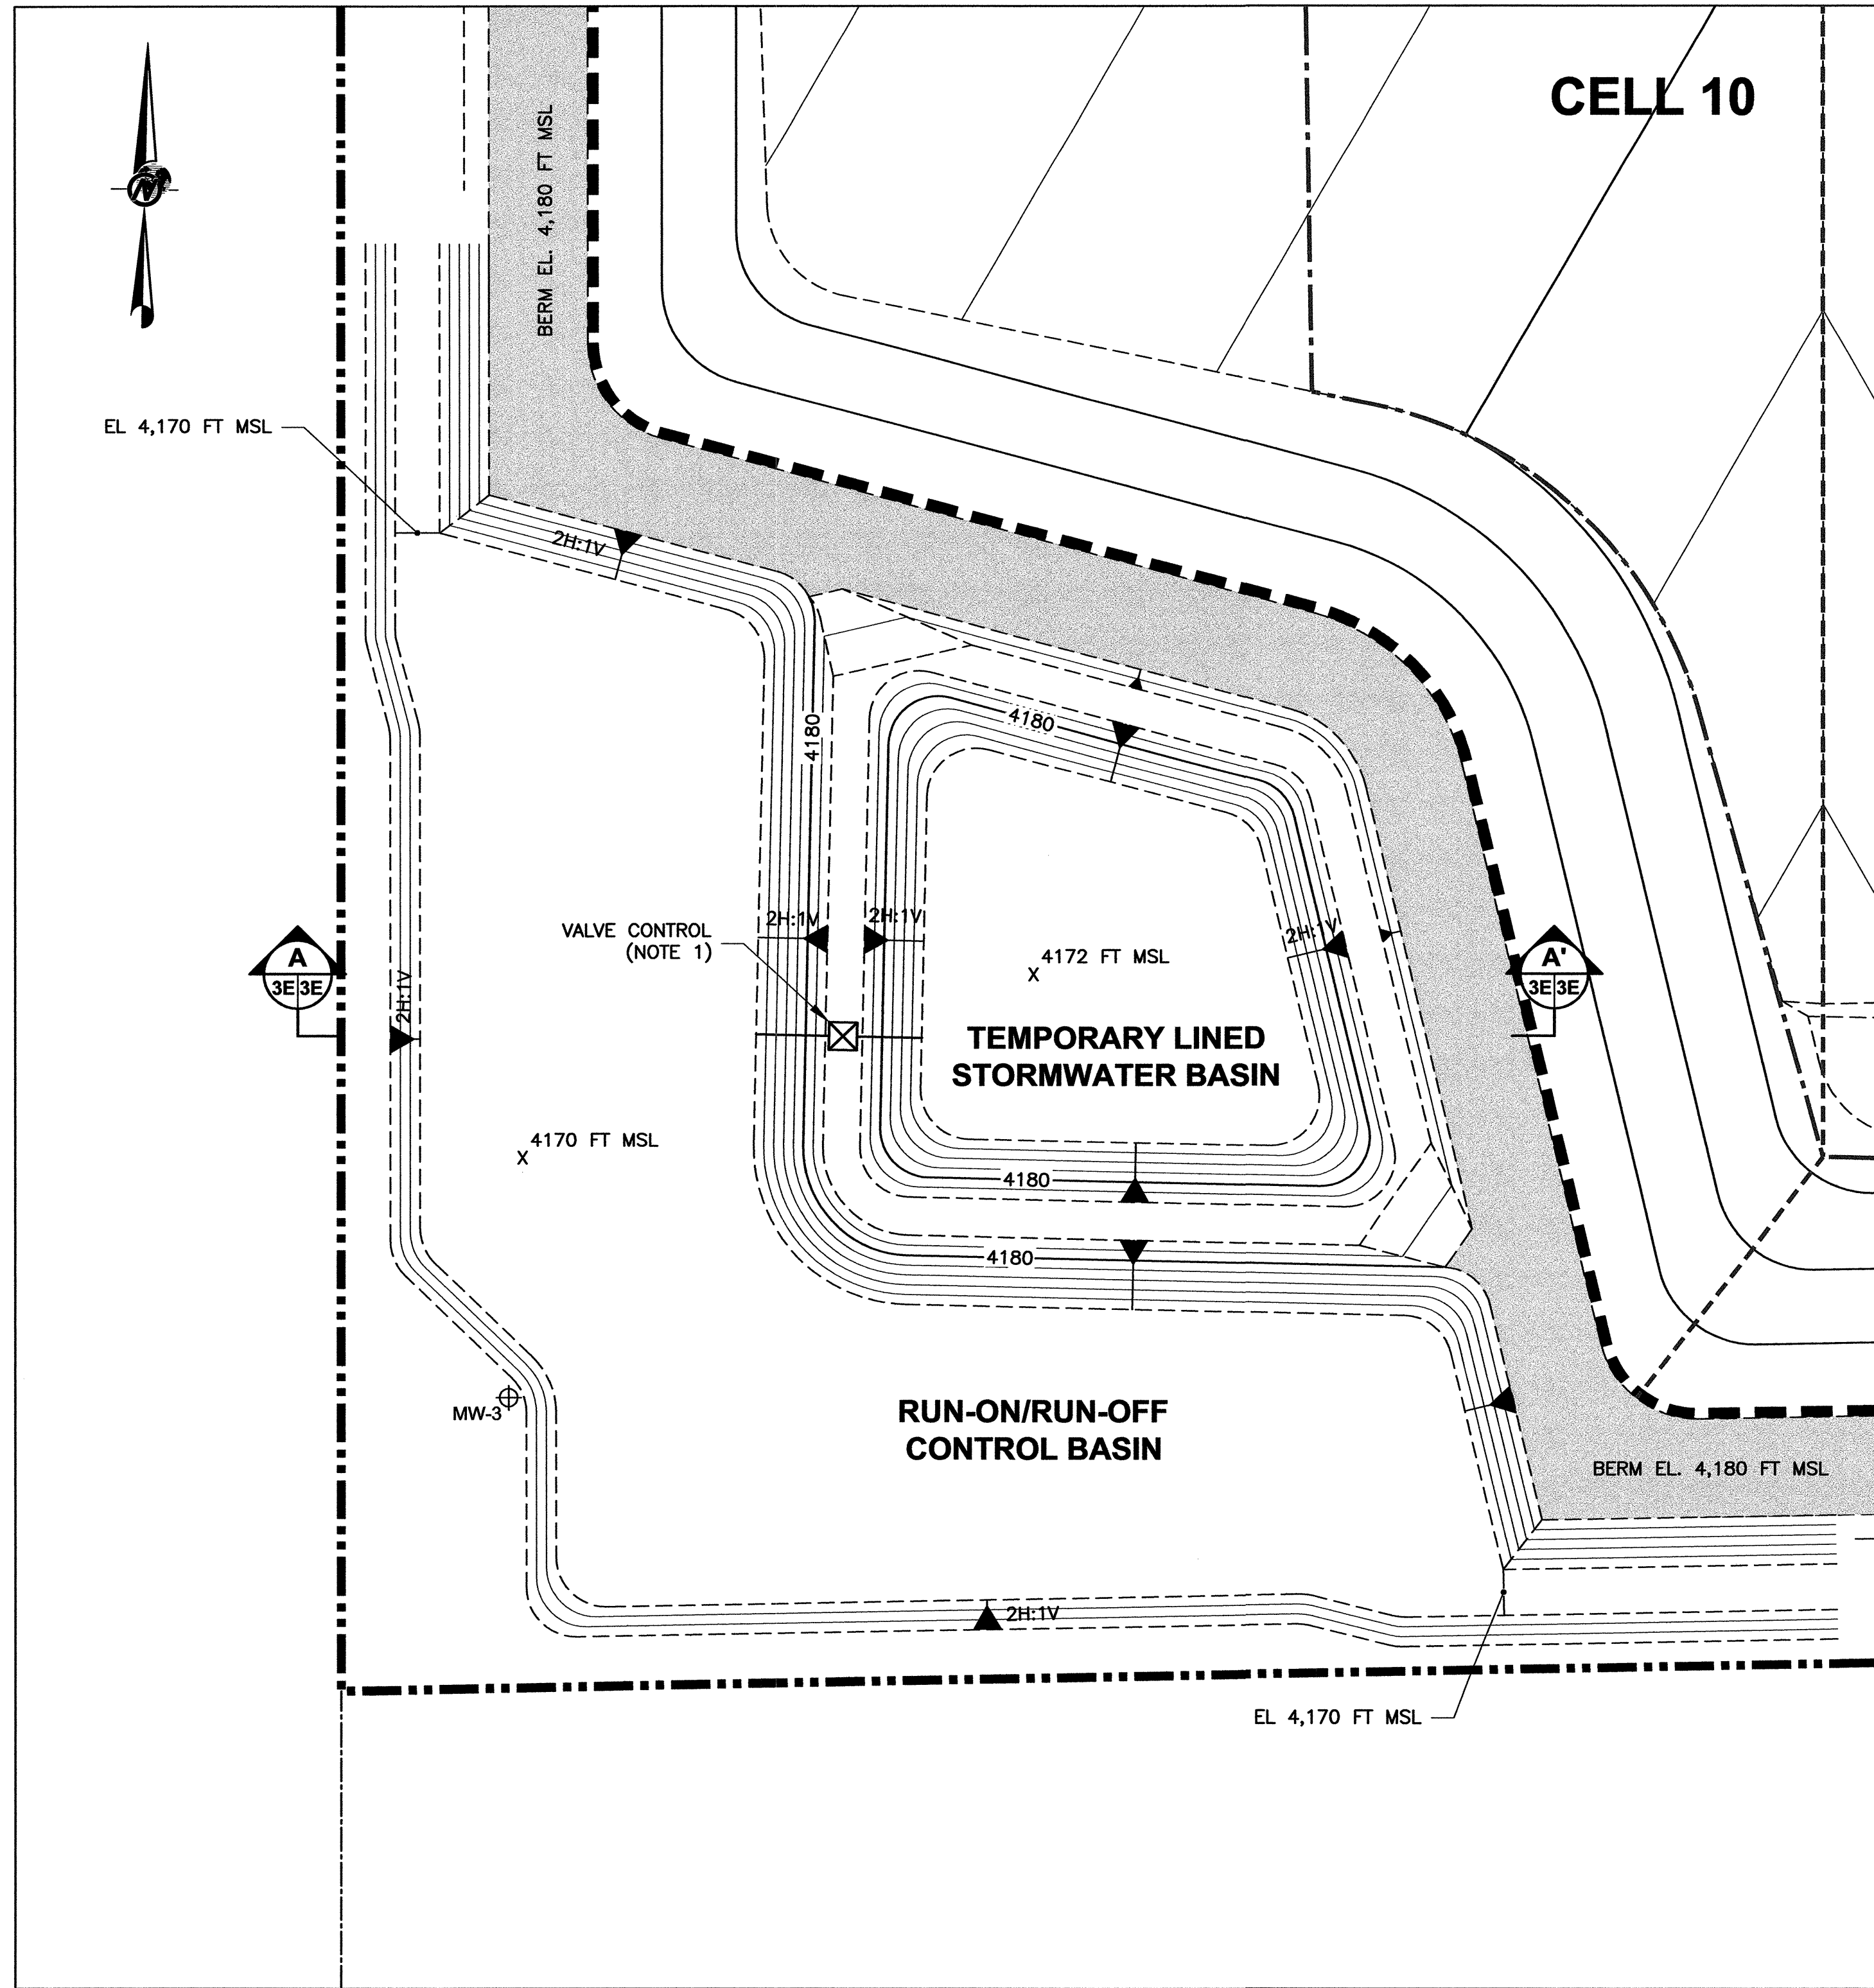 CELL 10
N
BERM EL. 4,180 FT MSL
EL 4,170 FT MSL
2H:1V
4180
4180
2H:1V
2H:1V
2H:1V
VALVE CONTROL
(NOTE 1)
4172 FT MSL
X
A
3E 3E
A'
3E 3E
2H:1V
TEMPORARY LINED
STORMWATER BASIN
4170 FT MSL
X
4180
4180
MW-3
RUN-ON/RUN-OFF
CONTROL BASIN
BERM EL. 4,180 FT MSL
2H:1V
EL 4,170 FT MSL